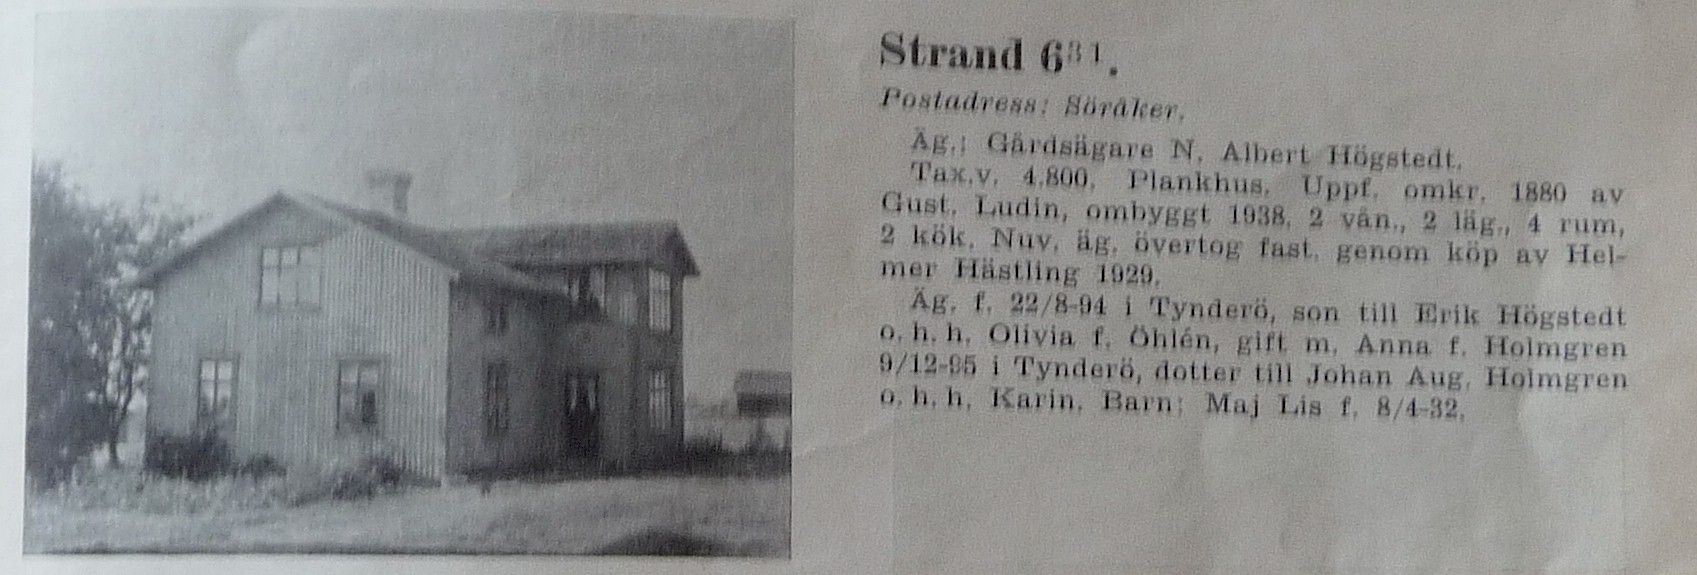 Strand 6³¹.
Postadress: Söråker.
Äg.: Gårdsägare N. Albert Högstedt.
Tax.v. 4.800. Plankhus. Uppf. omkr. 1880 av
Gust. Ludin, ombyggt 1938. 2 vån., 2 läg., 4 rum,
2 kök. Nuv. äg. övertog fast. genom köp av Hel-
mer Hästling 1929.
Äg. f. 22/8-94 i Tynderö, son till Erik Högstedt
o. h. h. Olivia f. Öhlén, gift m. Anna f. Holmgren
9/12-95 i Tynderö, dotter till Johan Aug. Holmgren
o. h. h. Karin. Barn: Maj Lis f. 8/4-32.